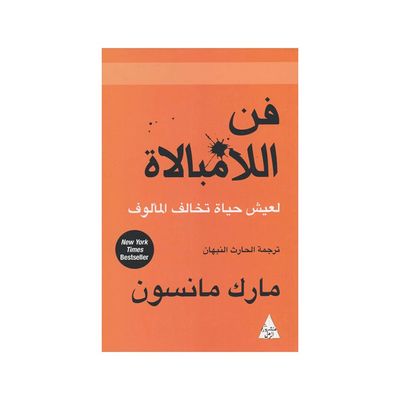 فن
اللامبالاة
لعيش حياة تخالف المألوف
ترجمة الحارث النبهان
New York
Times
Bestseller
مارك مانسون